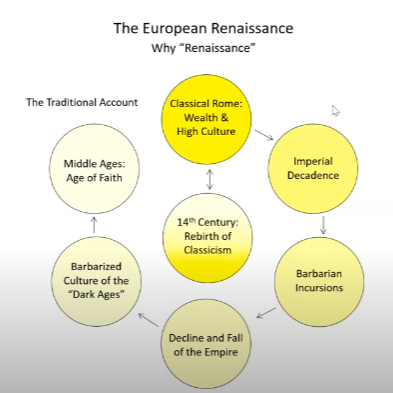 The European Renaissance
Why “Renaissance”
The Traditional Account
Classical Rome:
Wealth &
High Culture
Imperial
Decadence
Barbarian
Incursions
Decline and Fall
of the Empire
Barbarized
Culture of the
“Dark Ages”
Middle Ages:
Age of Faith
14th Century:
Rebirth of
Classicism